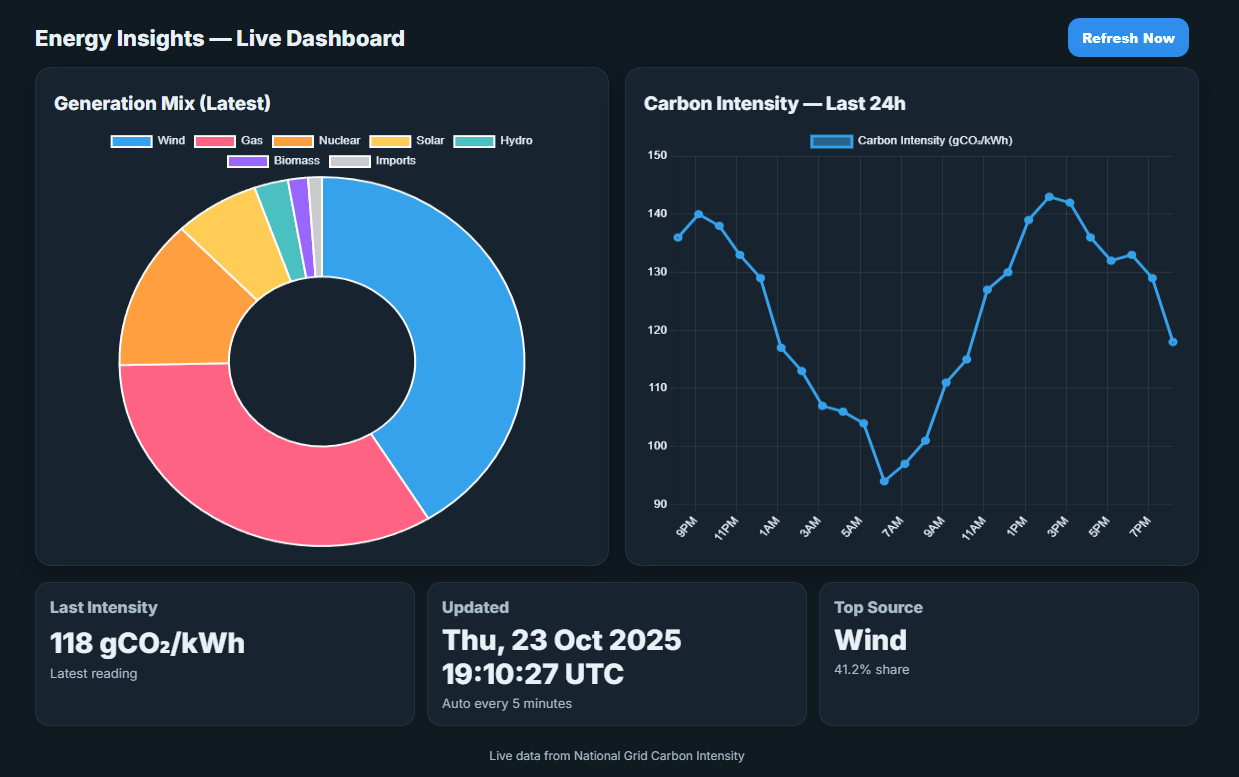 Energy Insights — Live Dashboard
Refresh Now
Generation Mix (Latest)
Wind Gas Nuclear Solar Hydro
Biomass Imports
Carbon Intensity — Last 24h
Carbon Intensity (gCO₂/kWh)
150
140
130
120
110
100
90
9PM 11PM 1AM 3AM 5AM 7AM 9AM 11AM 1PM 3PM 5PM 7PM
Last Intensity
118 gCO₂/kWh
Latest reading
Updated
Thu, 23 Oct 2025
19:10:27 UTC
Auto every 5 minutes
Top Source
Wind
41.2% share
Live data from National Grid Carbon Intensity